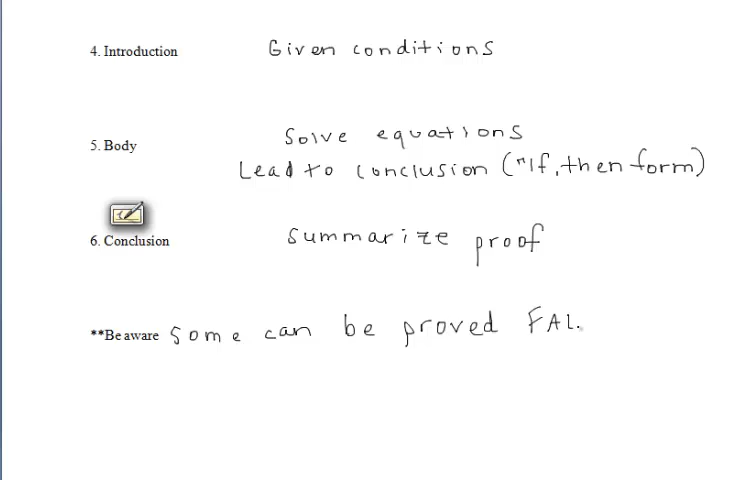 4. Introduction Given conditions
Solve equations
5. Body
Lead to conclusion ("If, then form)
6. Conclusion summarize proof
**Be aware Some can be proved FAL